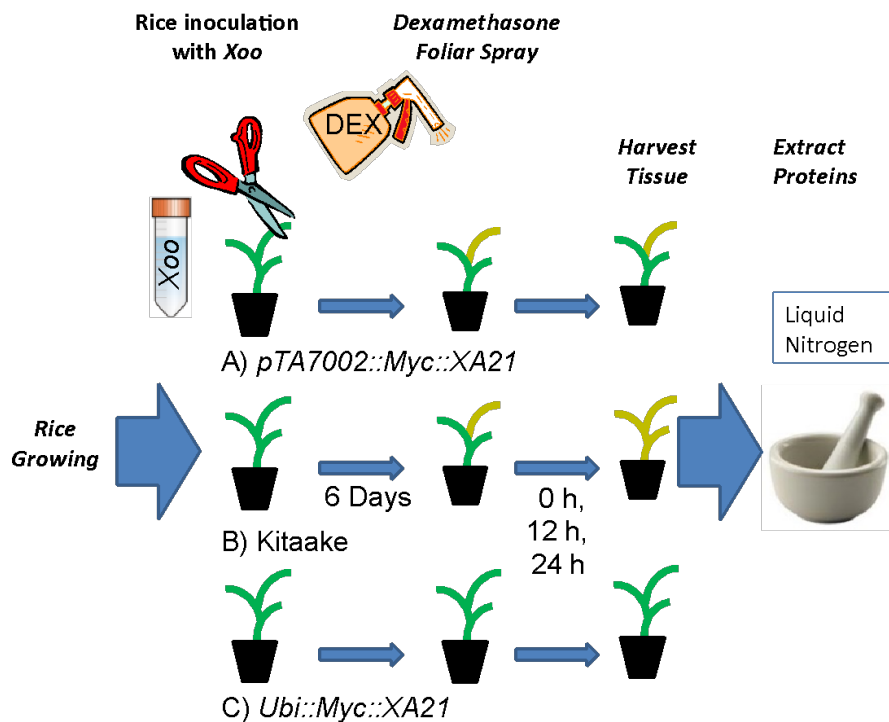 Rice inoculation
with Xoo
Dexamethasone
Foliar Spray
DEX
Harvest
Tissue
Extract
Proteins
Xoo
Liquid
Nitrogen
A) pTA7002::Myc::XA21
Rice
Growing
6 Days
0 h,
12 h,
24 h
B) Kitaake
C) Ubi::Myc::XA21